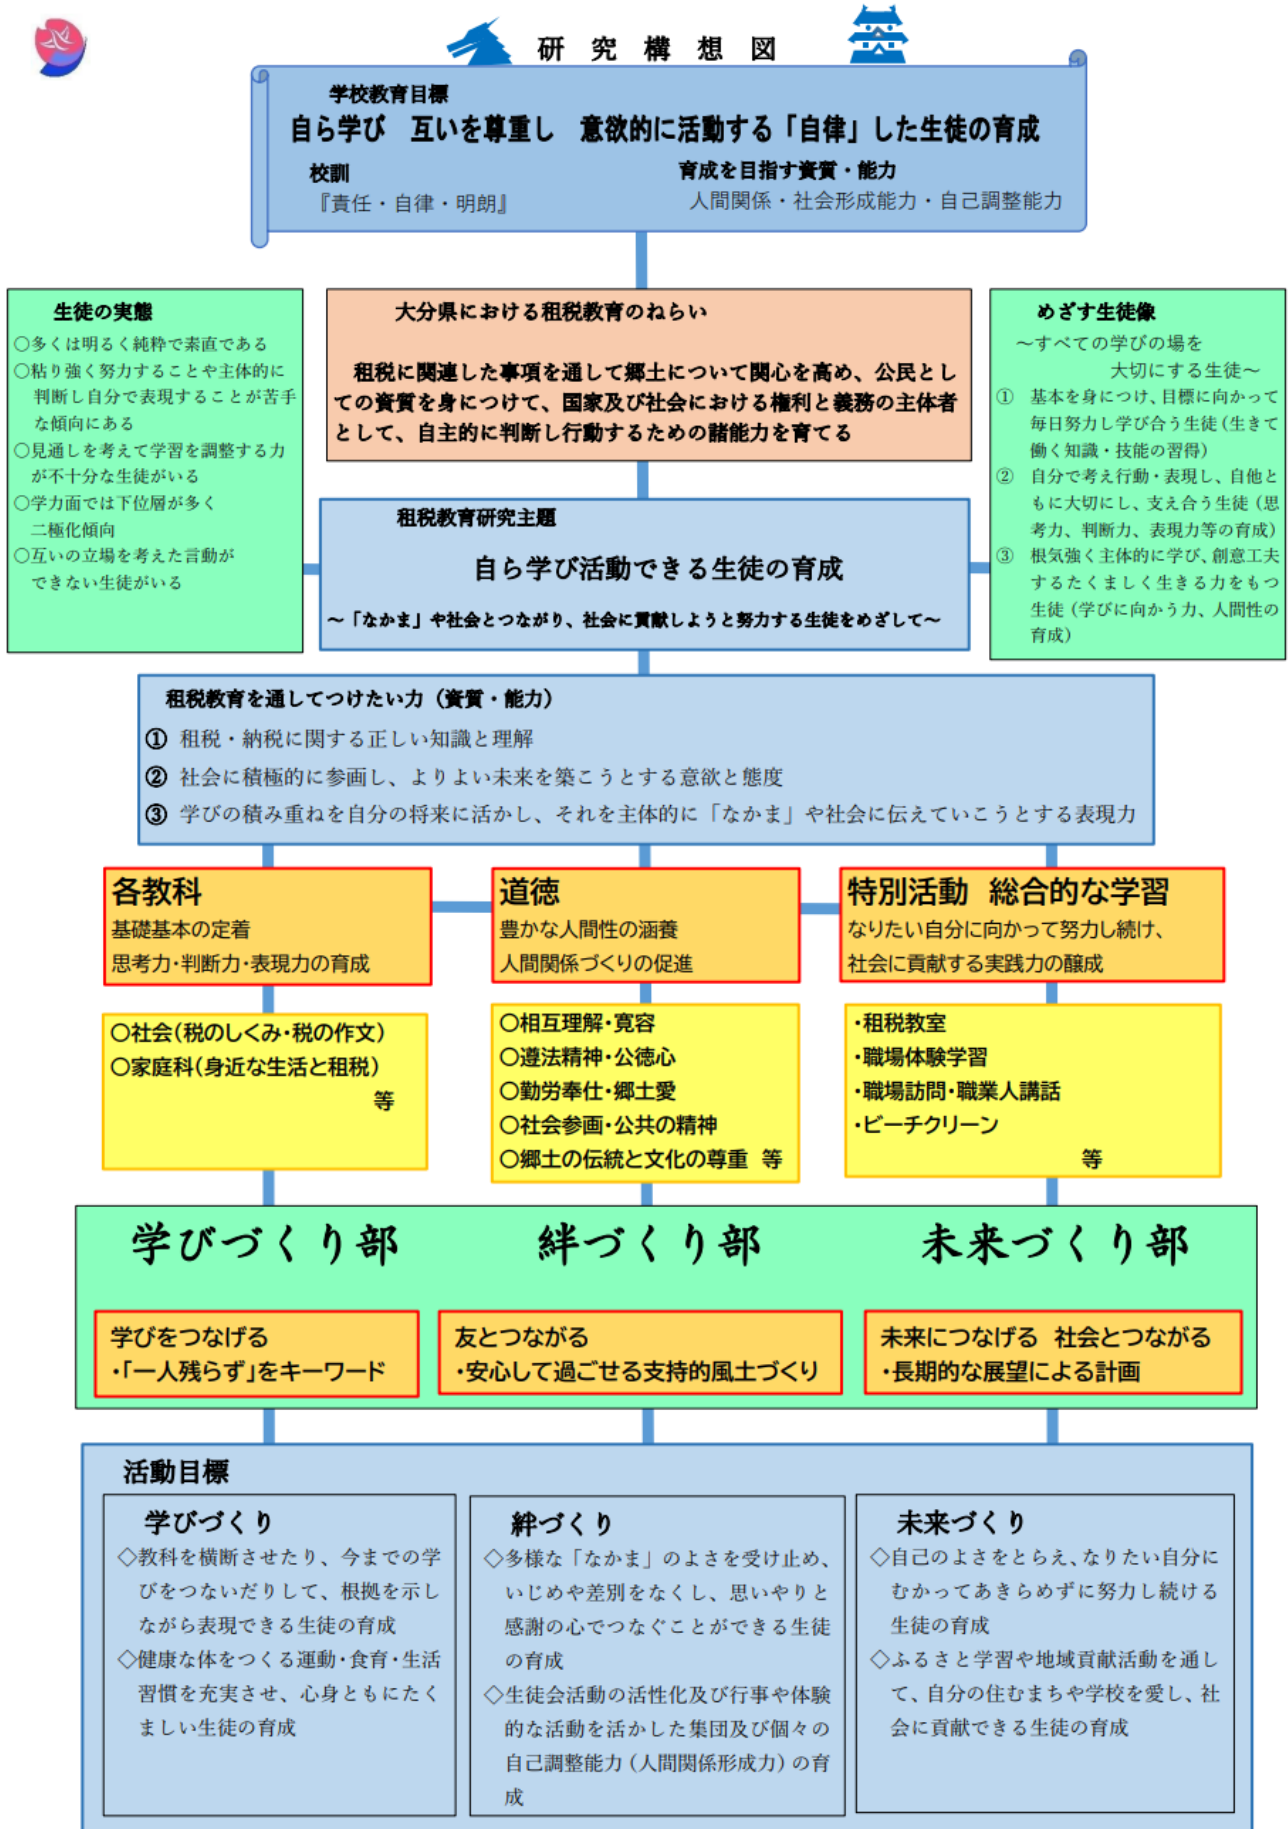 研究構想図
学校教育目標
自ら学び　互いを尊重し　意欲的に活動する「自律」した生徒の育成
校訓
『責任・自律・明朗』
育成を目指す資質・能力
人間関係・社会形成能力・自己調整能力
生徒の実態
○多くは明るく純粋で素直である
○粘り強く努力することや主体的に
判断し自分で表現することが苦手
な傾向にある
○見通しを考えて学習を調整する力
が不十分な生徒がいる
○学力面では下位層が多く
二極化傾向
○互いの立場を考えた言動が
できない生徒がいる
大分県における租税教育のねらい
租税に関連した事項を通して郷土について関心を高め、公民とし
ての資質を身につけて、国家及び社会における権利と義務の主体者
として、自主的に判断し行動するための諸能力を育てる
めざす生徒像
～すべての学びの場を
大切にする生徒～
① 基本を身につけ、目標に向かって
毎日努力し学び合う生徒（生きて
働く知識・技能の習得）
② 自分で考え行動・表現し、自他と
もに大切にし、支え合う生徒（思
考力、判断力、表現力等の育成）
③ 根気強く主体的に学び、創意工夫
するたくましく生きる力をもつ
生徒（学びに向かう力、人間性の
育成）
租税教育研究主題
自ら学び活動できる生徒の育成
～「なかま」や社会とつながり、社会に貢献しようと努力する生徒をめざして～
租税教育を通してつけたい力（資質・能力）
① 租税・納税に関する正しい知識と理解
② 社会に積極的に参画し、よりよい未来を築こうとする意欲と態度
③ 学びの積み重ねを自分の将来に活かし、それを主体的に「なかま」や社会に伝えていこうとする表現力
各教科
基礎基本の定着
思考力・判断力・表現力の育成
道徳
豊かな人間性の涵養
人間関係づくりの促進
特別活動　総合的な学習
なりたい自分に向かって努力し続け、
社会に貢献する実践力の醸成
○社会（税のしくみ・税の作文）
○家庭科（身近な生活と租税）
等
○相互理解・寛容
○遵法精神・公徳心
○勤労奉仕・郷土愛
○社会参画・公共の精神
○郷土の伝統と文化の尊重　等
・租税教室
・職場体験学習
・職場訪問・職業人講話
・ビーチクリーン
等
学びづくり部
絆づくり部
未来づくり部
学びをつなげる
・「一人残らず」をキーワード
友とつながる
・安心して過ごせる支持的風土づくり
未来につなげる　社会とつながる
・長期的な展望による計画
活動目標
学びづくり
◇教科を横断させたり、今までの学
びをつないだりして、根拠を示し
ながら表現できる生徒の育成
◇健康な体をつくる運動・食育・生活
習慣を充実させ、心身ともにたく
ましい生徒の育成
絆づくり
◇多様な「なかま」のよさを受け止め、
いじめや差別をなくし、思いやりと
感謝の心でつなぐことができる生徒
の育成
◇生徒会活動の活性化及び行事や体験
的な活動を活かした集団及び個々の
自己調整能力（人間関係形成力）の育
成
未来づくり
◇自己のよさをとらえ、なりたい自分に
むかってあきらめずに努力し続ける
生徒の育成
◇ふるさと学習や地域貢献活動を通し
て、自分の住むまちや学校を愛し、社
会に貢献できる生徒の育成